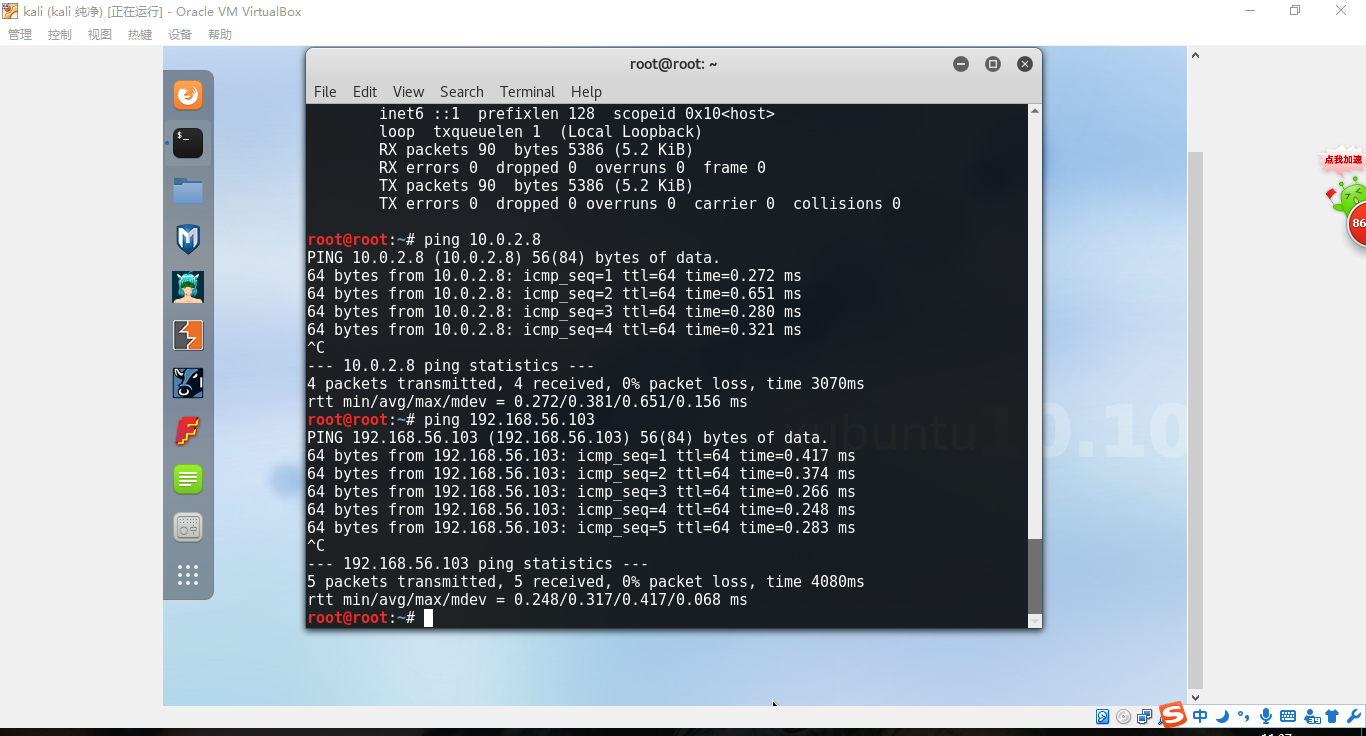 kali (kali 纯净) [正在运行] - Oracle VM VirtualBox
管理 控制 视图 热键 设备 帮助
root@root: ~
File Edit View Search Terminal Help
inet6 ::1  prefixlen 128  scopeid 0x10<host>
loop  txqueuelen 1  (Local Loopback)
RX packets 90  bytes 5386 (5.2 KiB)
RX errors 0  dropped 0  overruns 0  frame 0
TX packets 90  bytes 5386 (5.2 KiB)
TX errors 0  dropped 0 overruns 0  carrier 0  collisions 0
root@root:~# ping 10.0.2.8
PING 10.0.2.8 (10.0.2.8) 56(84) bytes of data.
64 bytes from 10.0.2.8: icmp_seq=1 ttl=64 time=0.272 ms
64 bytes from 10.0.2.8: icmp_seq=2 ttl=64 time=0.651 ms
64 bytes from 10.0.2.8: icmp_seq=3 ttl=64 time=0.280 ms
64 bytes from 10.0.2.8: icmp_seq=4 ttl=64 time=0.321 ms
^C
--- 10.0.2.8 ping statistics ---
4 packets transmitted, 4 received, 0% packet loss, time 3070ms
rtt min/avg/max/mdev = 0.272/0.381/0.651/0.156 ms
root@root:~# ping 192.168.56.103
PING 192.168.56.103 (192.168.56.103) 56(84) bytes of data.
64 bytes from 192.168.56.103: icmp_seq=1 ttl=64 time=0.417 ms
64 bytes from 192.168.56.103: icmp_seq=2 ttl=64 time=0.374 ms
64 bytes from 192.168.56.103: icmp_seq=3 ttl=64 time=0.266 ms
64 bytes from 192.168.56.103: icmp_seq=4 ttl=64 time=0.248 ms
64 bytes from 192.168.56.103: icmp_seq=5 ttl=64 time=0.283 ms
^C
--- 192.168.56.103 ping statistics ---
5 packets transmitted, 5 received, 0% packet loss, time 4080ms
rtt min/avg/max/mdev = 0.248/0.317/0.417/0.068 ms
root@root:~#
xubuntu 0.10
点我加速
86
中